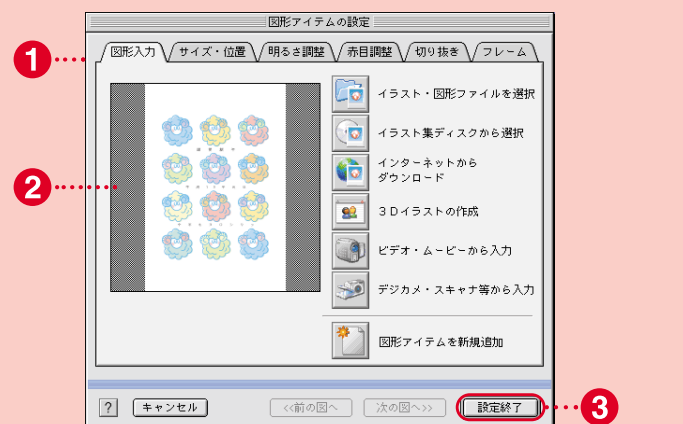 図形アイテムの設定
図形入力 サイズ・位置 明るさ調整 赤目調整 切り抜き フレーム
1
2
イラスト・図形ファイルを選択
イラスト集ディスクから選択
インターネットから
ダウンロード
3Dイラストの作成
ビデオ・ムービーから入力
デジカメ・スキャナ等から入力
図形アイテムを新規追加
? キャンセル <<前の図へ 次の図へ>> 設定終了
3